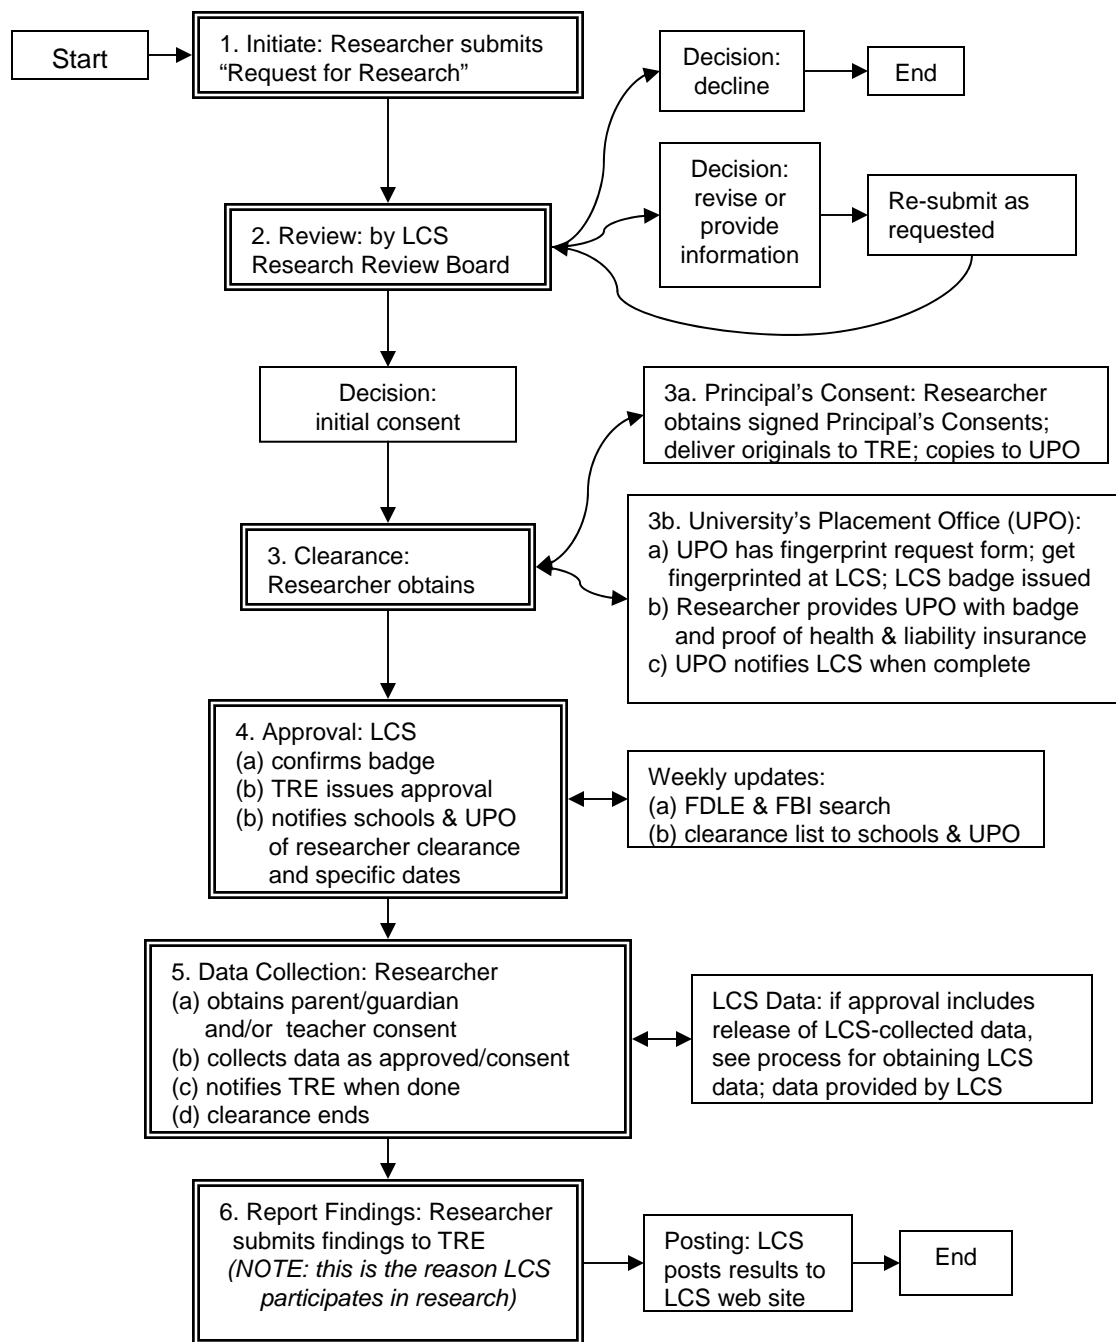 Start
1. Initiate: Researcher submits
“Request for Research”
Decision:
decline
End
Decision:
revise or
provide
information
Re-submit as
requested
2. Review: by LCS
Research Review Board
Decision:
initial consent
3a. Principal’s Consent: Researcher
obtains signed Principal’s Consents;
deliver originals to TRE; copies to UPO
3. Clearance:
Researcher obtains
3b. University’s Placement Office (UPO):
a) UPO has fingerprint request form; get
fingerprinted at LCS; LCS badge issued
b) Researcher provides UPO with badge
and proof of health & liability insurance
c) UPO notifies LCS when complete
4. Approval: LCS
(a) confirms badge
(b) TRE issues approval
(b) notifies schools & UPO
of researcher clearance
and specific dates
Weekly updates:
(a) FDLE & FBI search
(b) clearance list to schools & UPO
5. Data Collection: Researcher
(a) obtains parent/guardian
and/or teacher consent
(b) collects data as approved/consent
(c) notifies TRE when done
(d) clearance ends
LCS Data: if approval includes
release of LCS-collected data,
see process for obtaining LCS
data; data provided by LCS
6. Report Findings: Researcher
submits findings to TRE
(NOTE: this is the reason LCS
participates in research)
Posting: LCS
posts results to
LCS web site
End